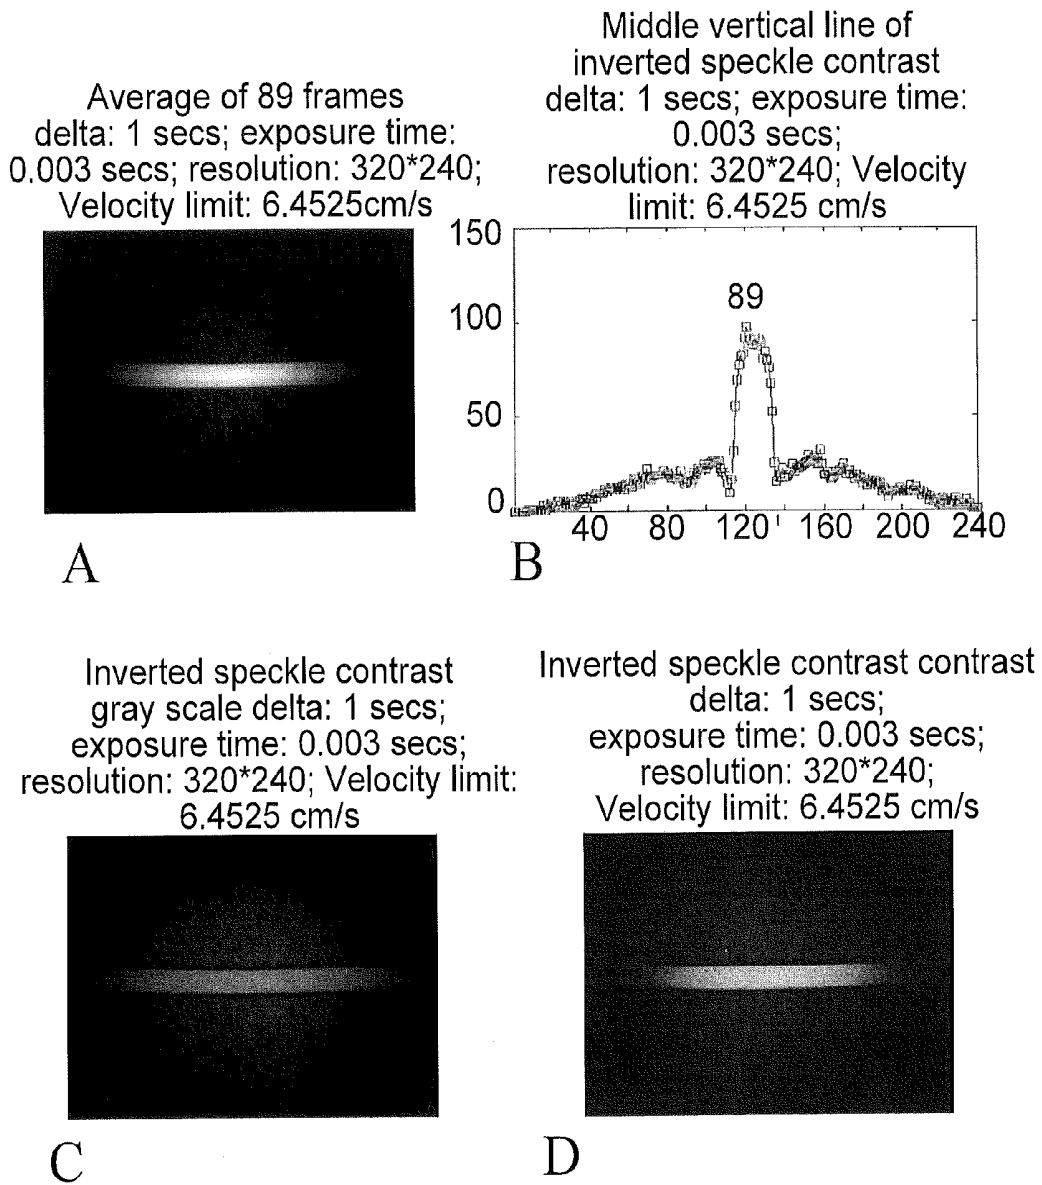 Average of 89 frames
delta: 1 secs; exposure time:
0.003 secs; resolution: 320*240;
Velocity limit: 6.4525cm/s
A
Middle vertical line of
inverted speckle contrast
delta: 1 secs; exposure time:
0.003 secs;
resolution: 320*240; Velocity
limit: 6.4525 cm/s
150
89
100
50
0
40 80 120 160 200 240
B
Inverted speckle contrast
gray scale delta: 1 secs;
exposure time: 0.003 secs;
resolution: 320*240; Velocity limit:
6.4525 cm/s
C
Inverted speckle contrast contrast
delta: 1 secs;
exposure time: 0.003 secs;
resolution: 320*240;
Velocity limit: 6.4525 cm/s
D